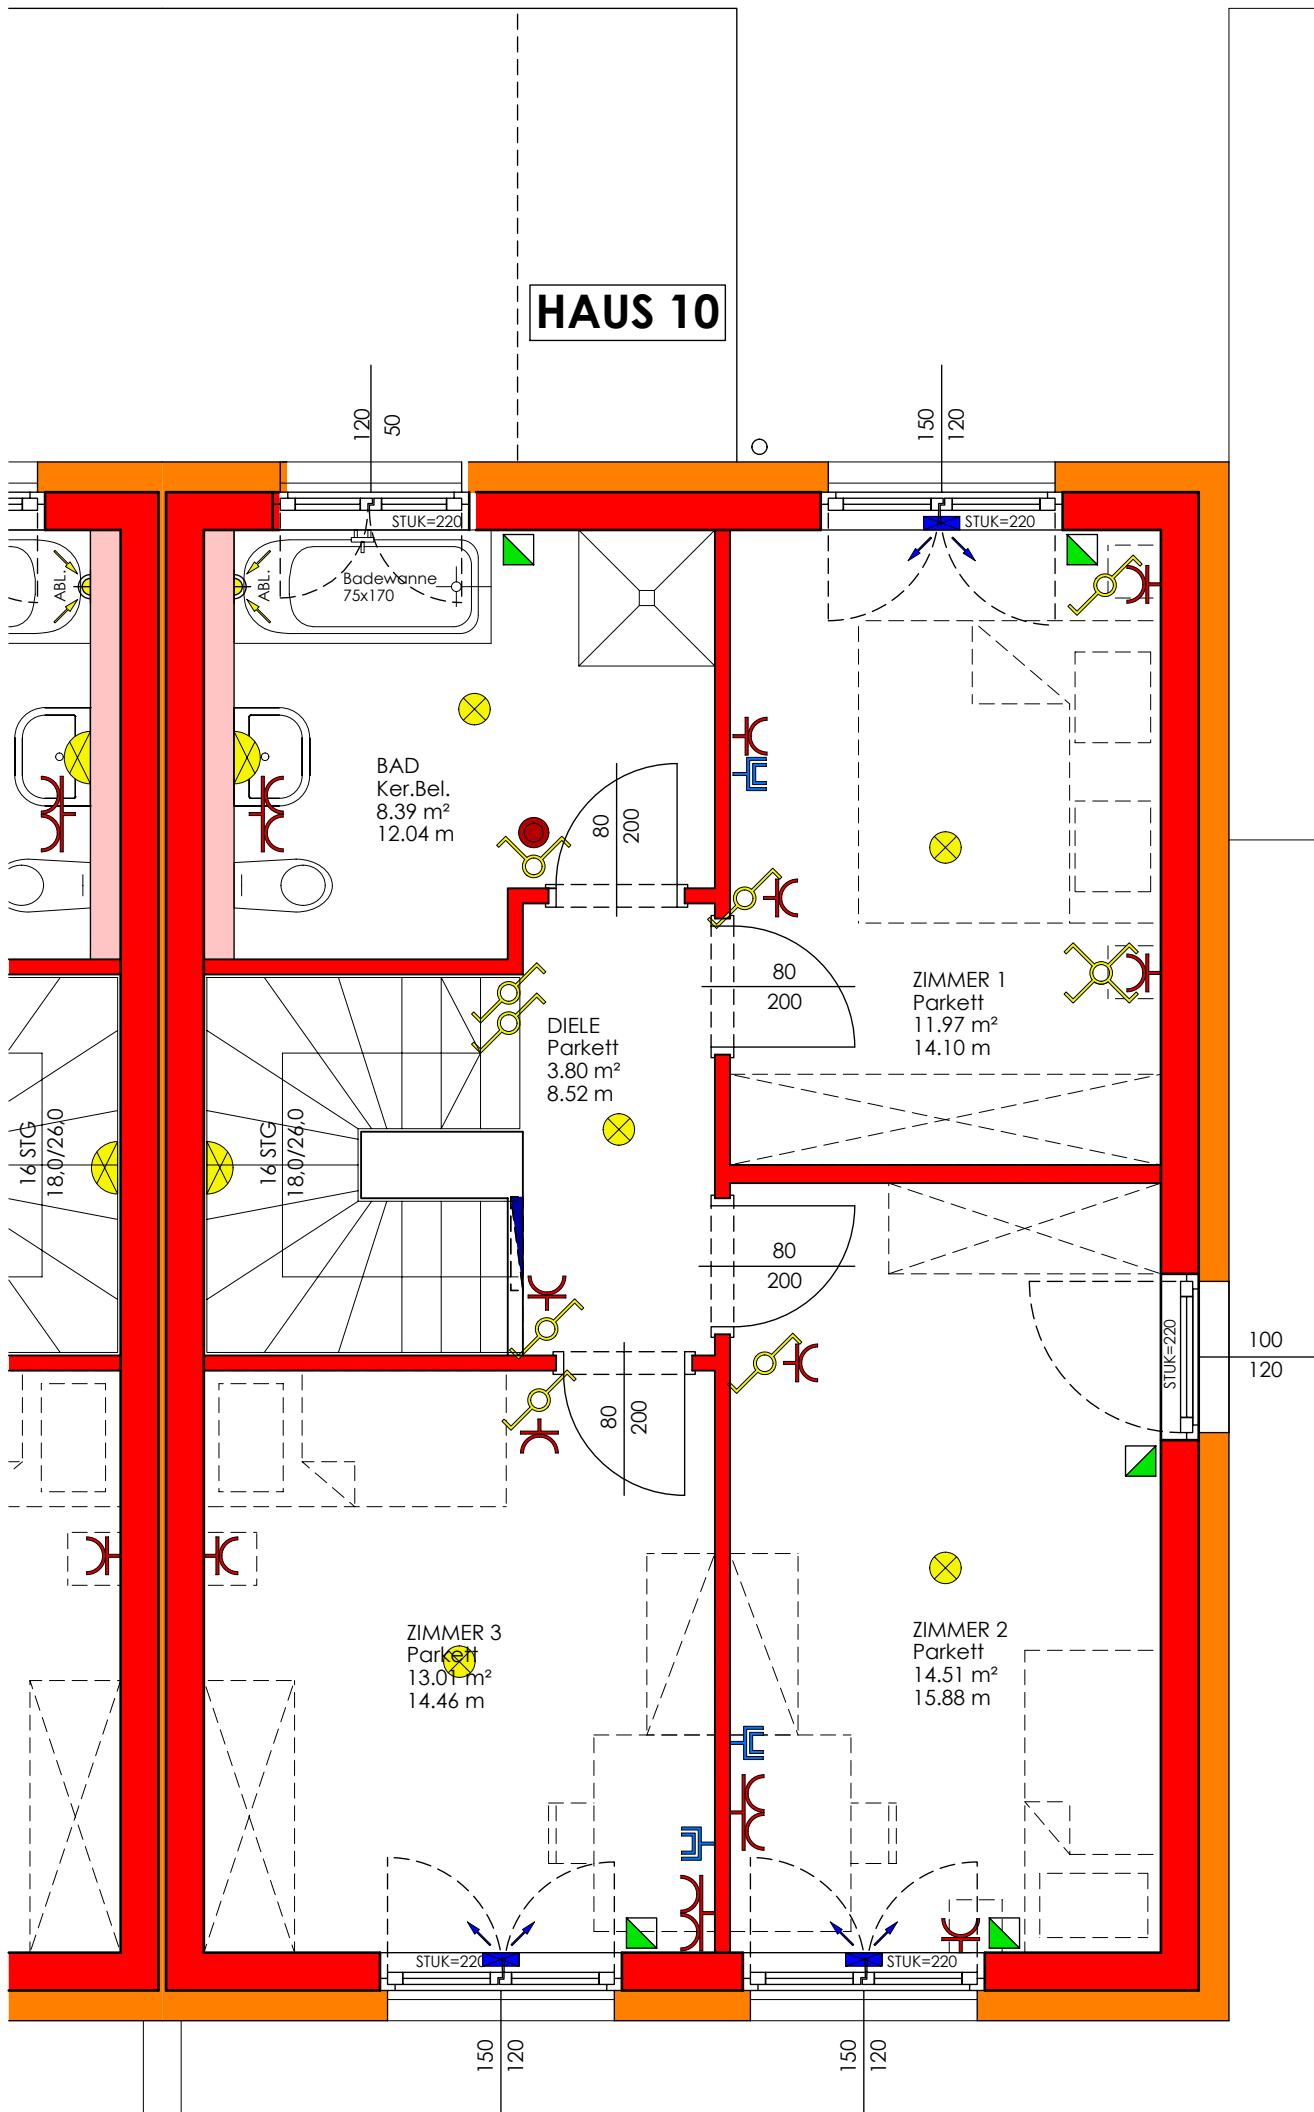 HAUS 10
120
50
150
120
STUK=220
STUK=220
ABL.
ABL.
Badewanne
75x170
BAD
Ker.Bel.
8.39 m²
12.04 m
80
200
80
200
ZIMMER 1
Parkett
11.97 m²
14.10 m
DIELE
Parkett
3.80 m²
8.52 m
16 STG
18,0/26,0
16 STG
18,0/26,0
80
200
STUK=220
100
120
80
200
ZIMMER 3
Parkett
13.01 m²
14.46 m
ZIMMER 2
Parkett
14.51 m²
15.88 m
STUK=220
STUK=220
150
120
150
120